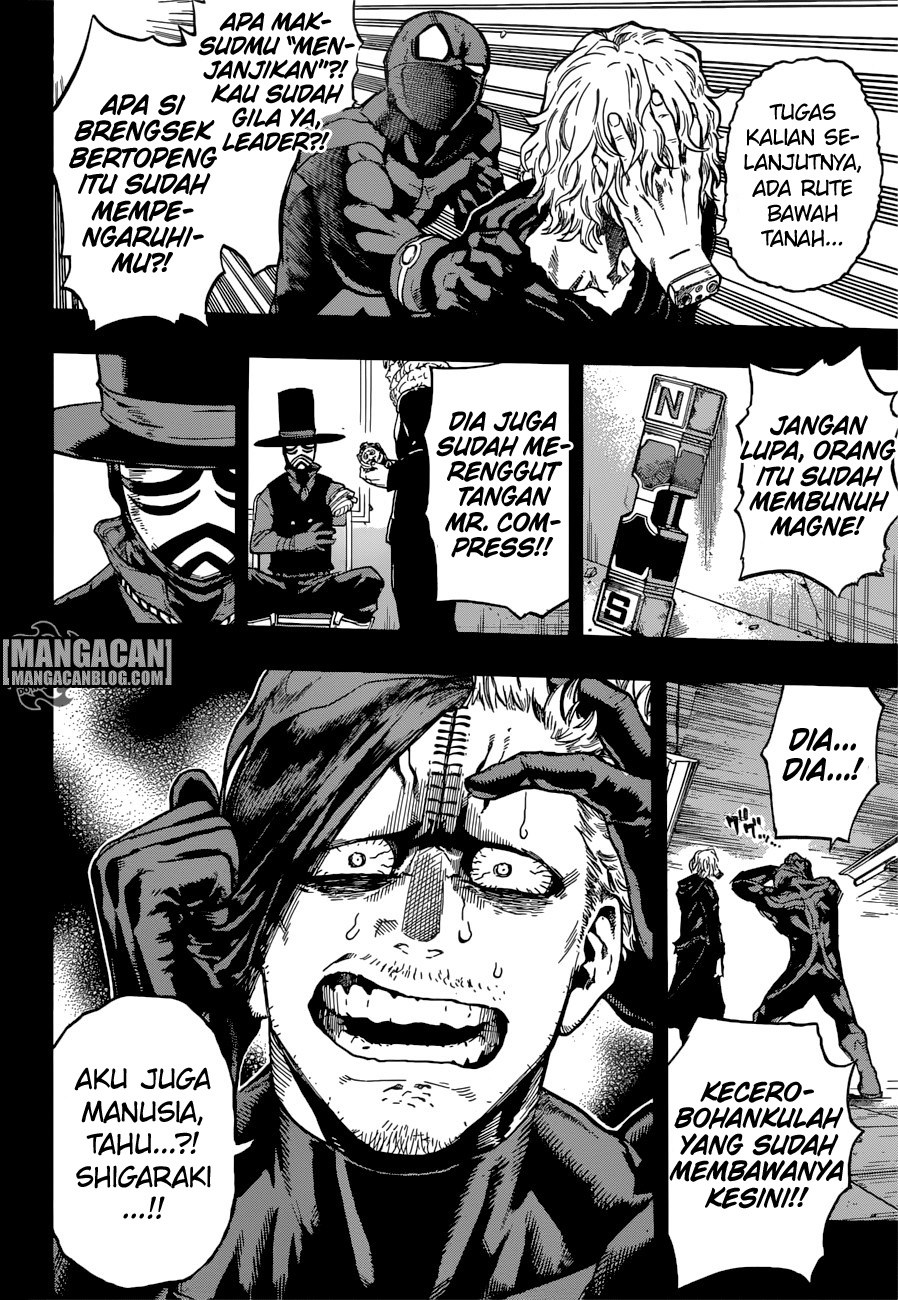 TUGAS
KALIAN SE-
LANJUTNYA,
ADA RUTE
BAWAH
TANAH...
APA MAK-
SUDMU "MEN-
JANJIKAN"?!
KAU SUDAH
GILA YA,
LEADER?!
APA SI
BRENGSEK
BERTOPENG
ITU SUDAH
MEMPE-
NGARUHI-
MU?!
JANGAN
LUPA, ORANG
ITU SUDAH
MEMBUNUH
MAGNE!
N
S
DIA JUGA
SUDAH ME-
RENGGUT
TANGAN
MR. COM-
PRESS!!
[MANGACAN]
MANGACANBLOG.COM
DIA...
DIA...!
KECERO-
BOHANKULAH
YANG SUDAH
MEMBAWANYA
KESINI!!
AKU JUGA
MANUSIA,
TAHU...?!
SHIGARAKI
...!!